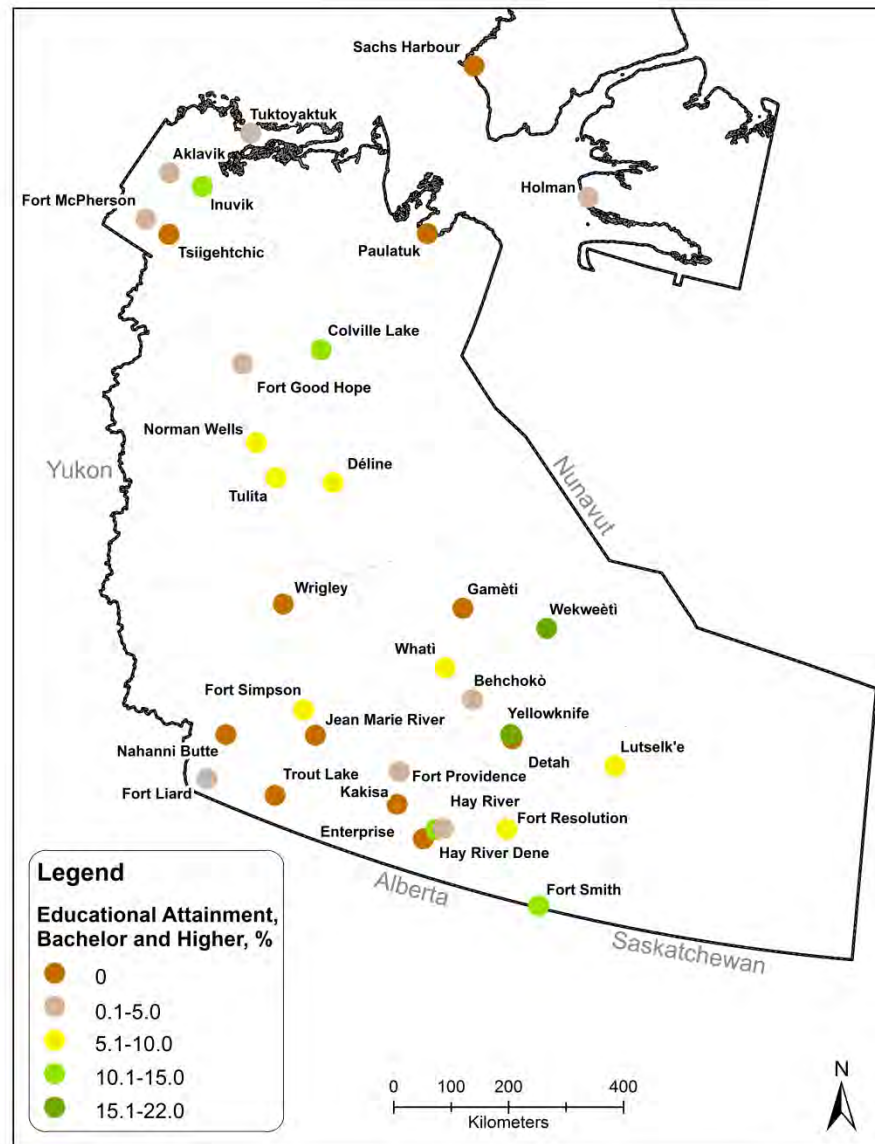 Sachs Harbour
Tuktoyaktuk
Aklavik
Holman
Fort McPherson
Inuvik
Tsiigehtchic
Paulatuk
Colville Lake
Fort Good Hope
Norman Wells
Déline
Yukon
Tulita
Nunavut
Wrigley
Gamèti
Wekweètì
Whatì
Behchokò
Fort Simpson
Yellowknife
Jean Marie River
Lutselk'e
Nahanni Butte
Detah
Trout Lake
Fort Providence
Fort Liard
Kakisa
Hay River
Fort Resolution
Enterprise
Hay River Dene
Fort Smith
Alberta
Saskatchewan
Legend
Educational Attainment,
Bachelor and Higher, %
0
0.1-5.0
5.1-10.0
10.1-15.0
15.1-22.0
0 100 200 400
Kilometers
N